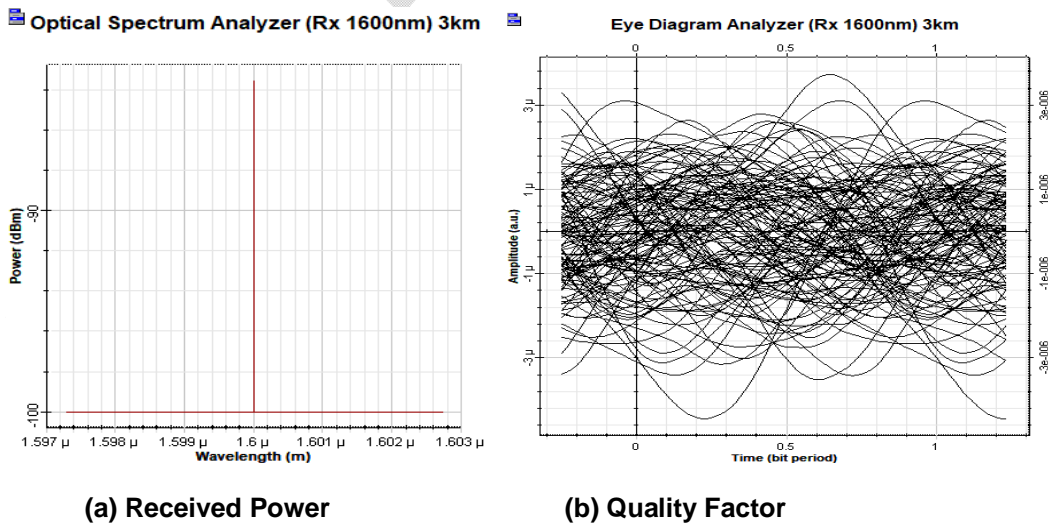 Optical Spectrum Analyzer (Rx 1600nm) 3km
Power (dBm)
-90
-100
1.597 µ 1.598 µ 1.599 µ 1.6 µ 1.601 µ 1.602 µ 1.603 µ
Wavelength (m)
(a) Received Power
Eye Diagram Analyzer (Rx 1600nm) 3km
0 0.5 1
Amplitude (a.u.)
3 µ
1 µ
-1 µ
-3 µ
3e-006
1e-006
-1e-006
-3e-006
0 0.5 1
Time (bit period)
(b) Quality Factor